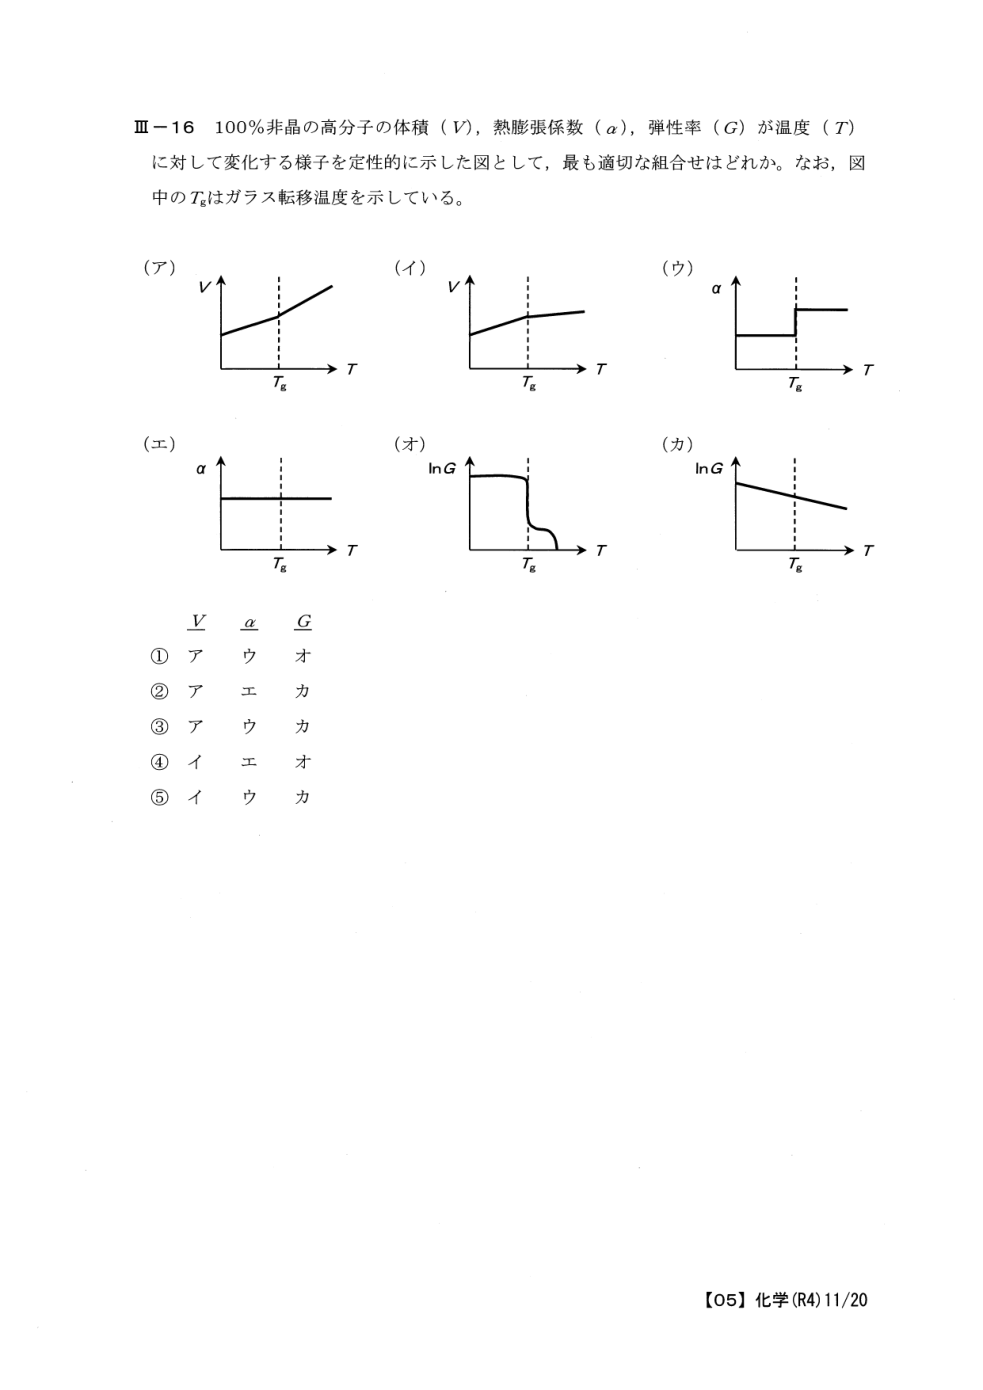 Ⅲ－16 100％非晶の高分子の体積（V），熱膨張係数（α），弾性率（G）が温度（T）
に対して変化する様子を定性的に示した図として，最も適切な組合せはどれか。なお，図
中のTgはガラス転移温度を示している。
（ア） （イ） （ウ）
V V α
T T T
Tg Tg Tg
（エ） （オ） （カ）
α lnG lnG
T T T
Tg Tg Tg
V α G
① ア ウ オ
② ア エ カ
③ ア ウ カ
④ イ エ オ
⑤ イ ウ カ
【05】化学(R4)11/20